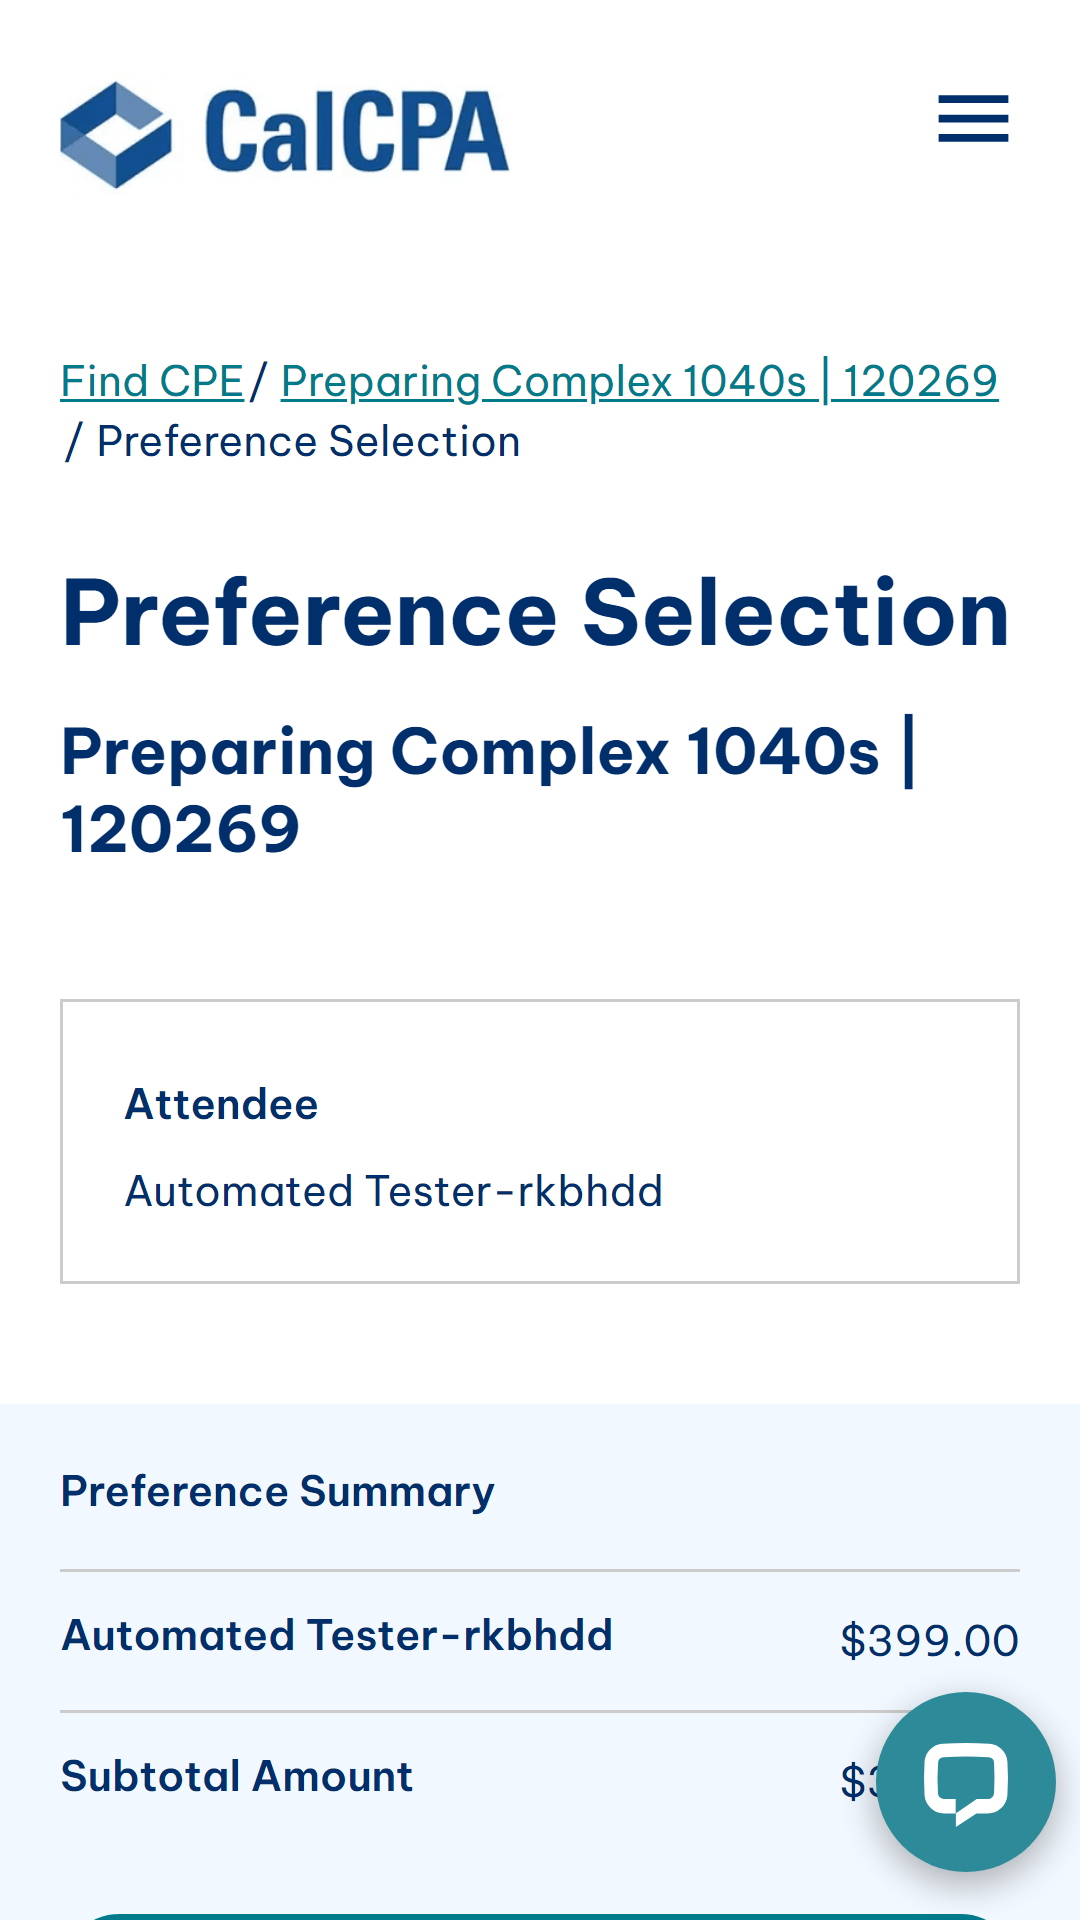 CalCPA
Find CPE / Preparing Complex 1040s | 120269
/ Preference Selection
Preference Selection
Preparing Complex 1040s |
120269
Attendee
Automated Tester-rkbhdd
Preference Summary
Automated Tester-rkbhdd $399.00
Subtotal Amount